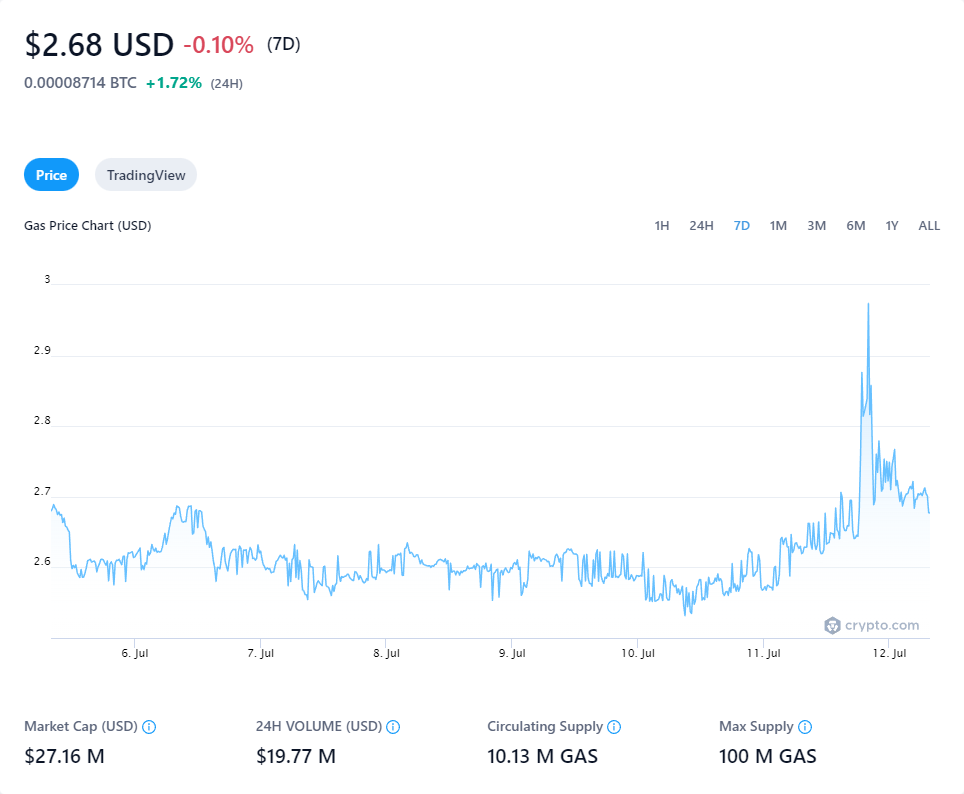 $2.68 USD -0.10% (7D)
0.00008714 BTC +1.72% (24H)
Price TradingView
Gas Price Chart (USD) 1H 24H 7D 1M 3M 6M 1Y ALL
3
2.9
2.8
2.7
2.6
crypto.com
6. Jul 7. Jul 8. Jul 9. Jul 10. Jul 11. Jul 12. Jul
Market Cap (USD) 24H VOLUME (USD) Circulating Supply Max Supply
$27.16 M $19.77 M 10.13 M GAS 100 M GAS